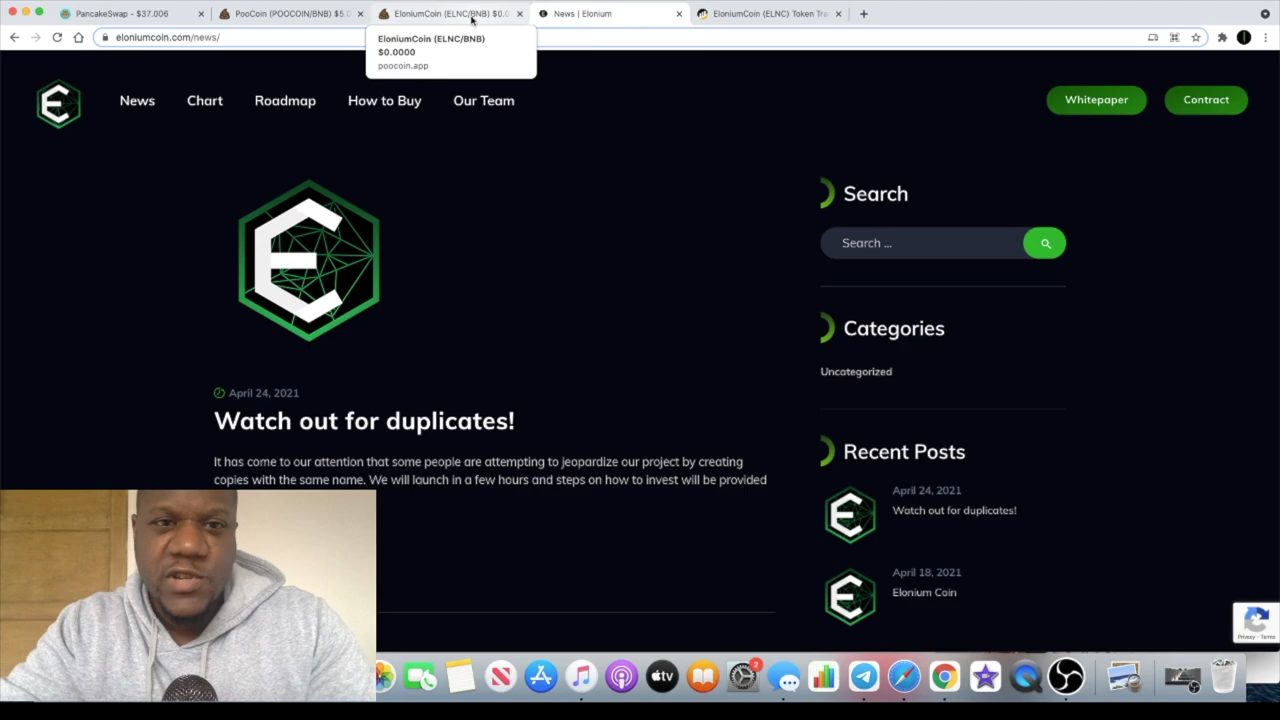 PancakeSwap - $37.006
PooCoin (POOCOIN/BNB) $5.0
EloniumCoin (ELNC/BNB) $0.0
News | Elonium
EloniumCoin (ELNC) Token Tra
eloniumcoin.com/news/
EloniumCoin (ELNC/BNB)
$0.0000
poocoin.app
News
Chart
Roadmap
How to Buy
Our Team
Whitepaper
Contract
April 24, 2021
Watch out for duplicates!
It has come to our attention that some people are attempting to jeopardize our project by creating
copies with the same name. We will launch in a few hours and steps on how to invest will be provided
Search
Search ...
Categories
Uncategorized
Recent Posts
April 24, 2021
Watch out for duplicates!
April 18, 2021
Elonium Coin
Privacy - Terms
tv
2